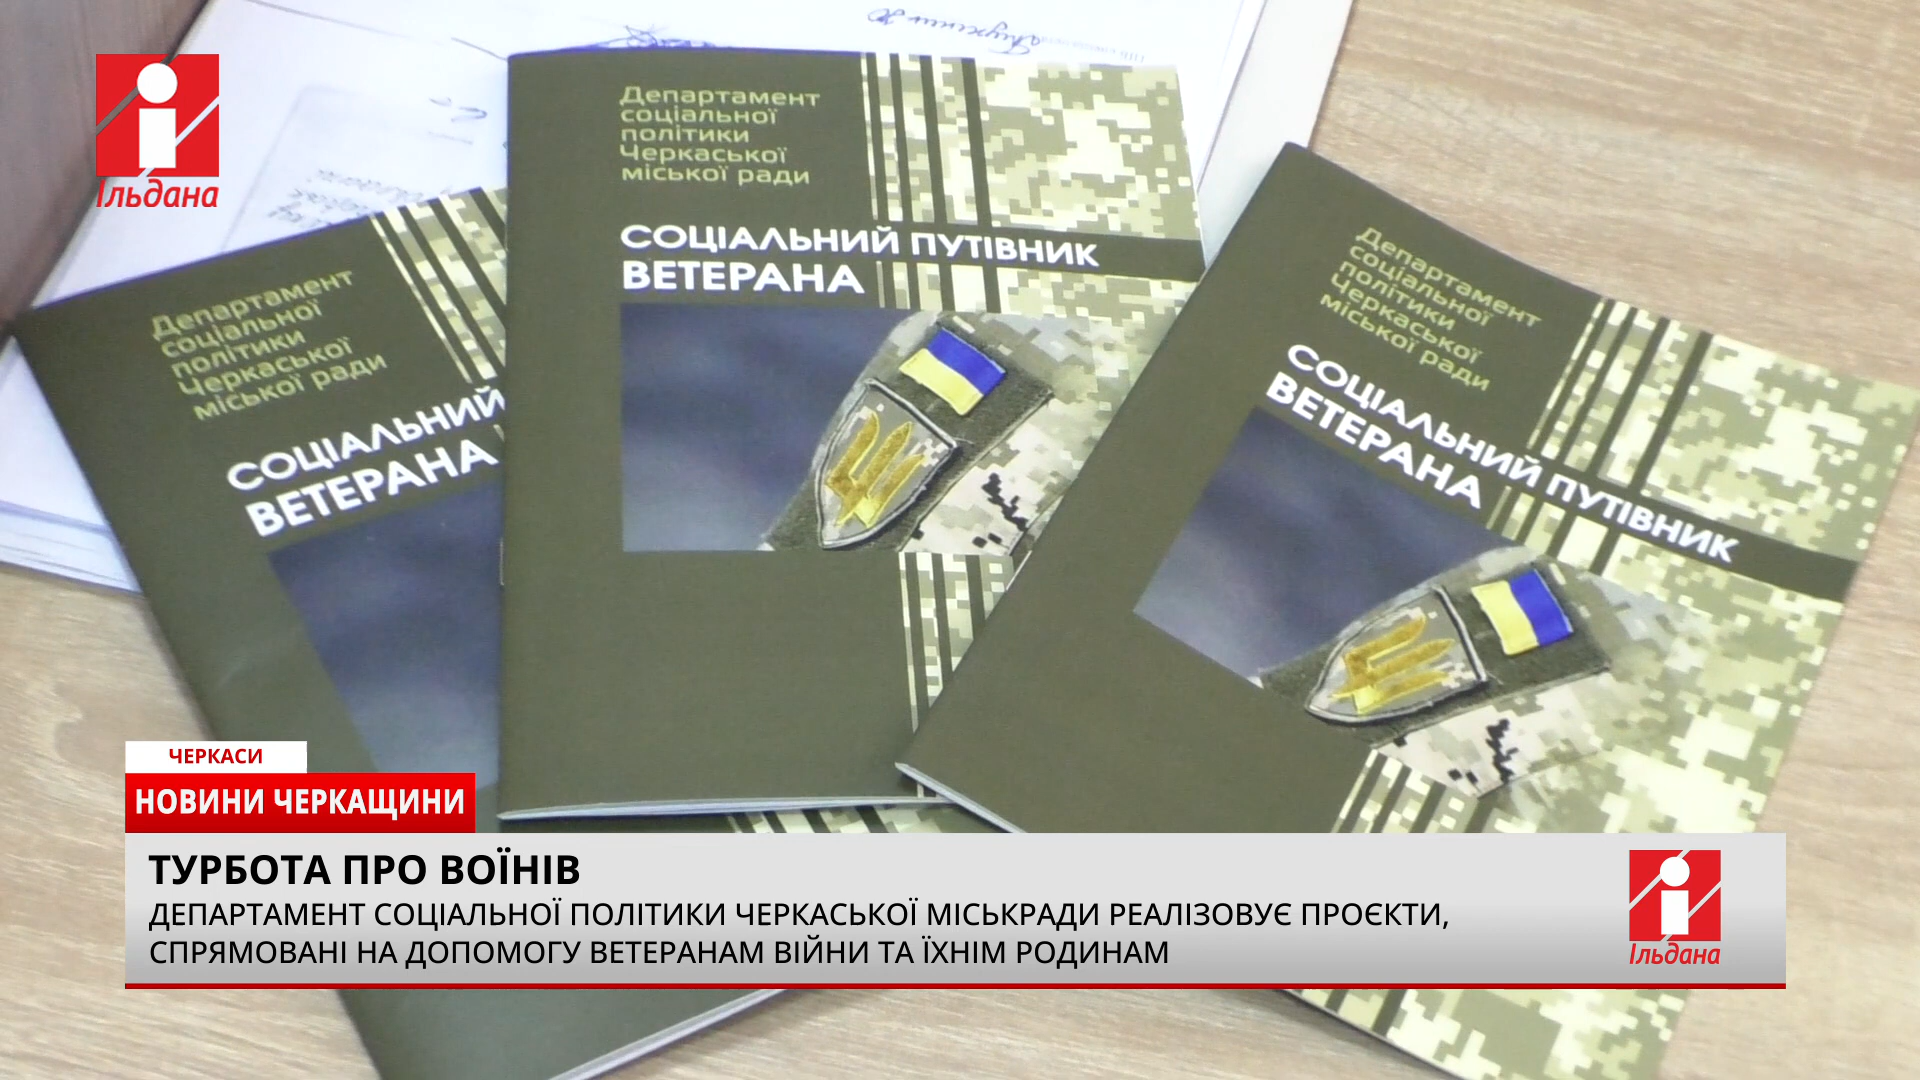 Ільдана
Департамент
соціальної
політики
Черкаської
міської ради
СОЦІАЛЬНИЙ
ВЕТЕРАНА
Департамент
соціальної
політики
Черкаської
міської ради
СОЦІАЛЬНИЙ ПУТІВНИК
ВЕТЕРАНА
Департамент
соціальної
політики
Черкаської
міської ради
СОЦІАЛЬНИЙ ПУТІВНИК
ВЕТЕРАНА
ЧЕРКАСИ
НОВИНИ ЧЕРКАЩИНИ
ТУРБОТА ПРО ВОЇНІВ
ДЕПАРТАМЕНТ СОЦІАЛЬНОЇ ПОЛІТИКИ ЧЕРКАСЬКОЇ МІСЬКРАДИ РЕАЛІЗОВУЄ ПРОЄКТИ,
СПРЯМОВАНІ НА ДОПОМОГУ ВЕТЕРАНАМ ВІЙНИ ТА ЇХНІМ РОДИНАМ
Ільдана